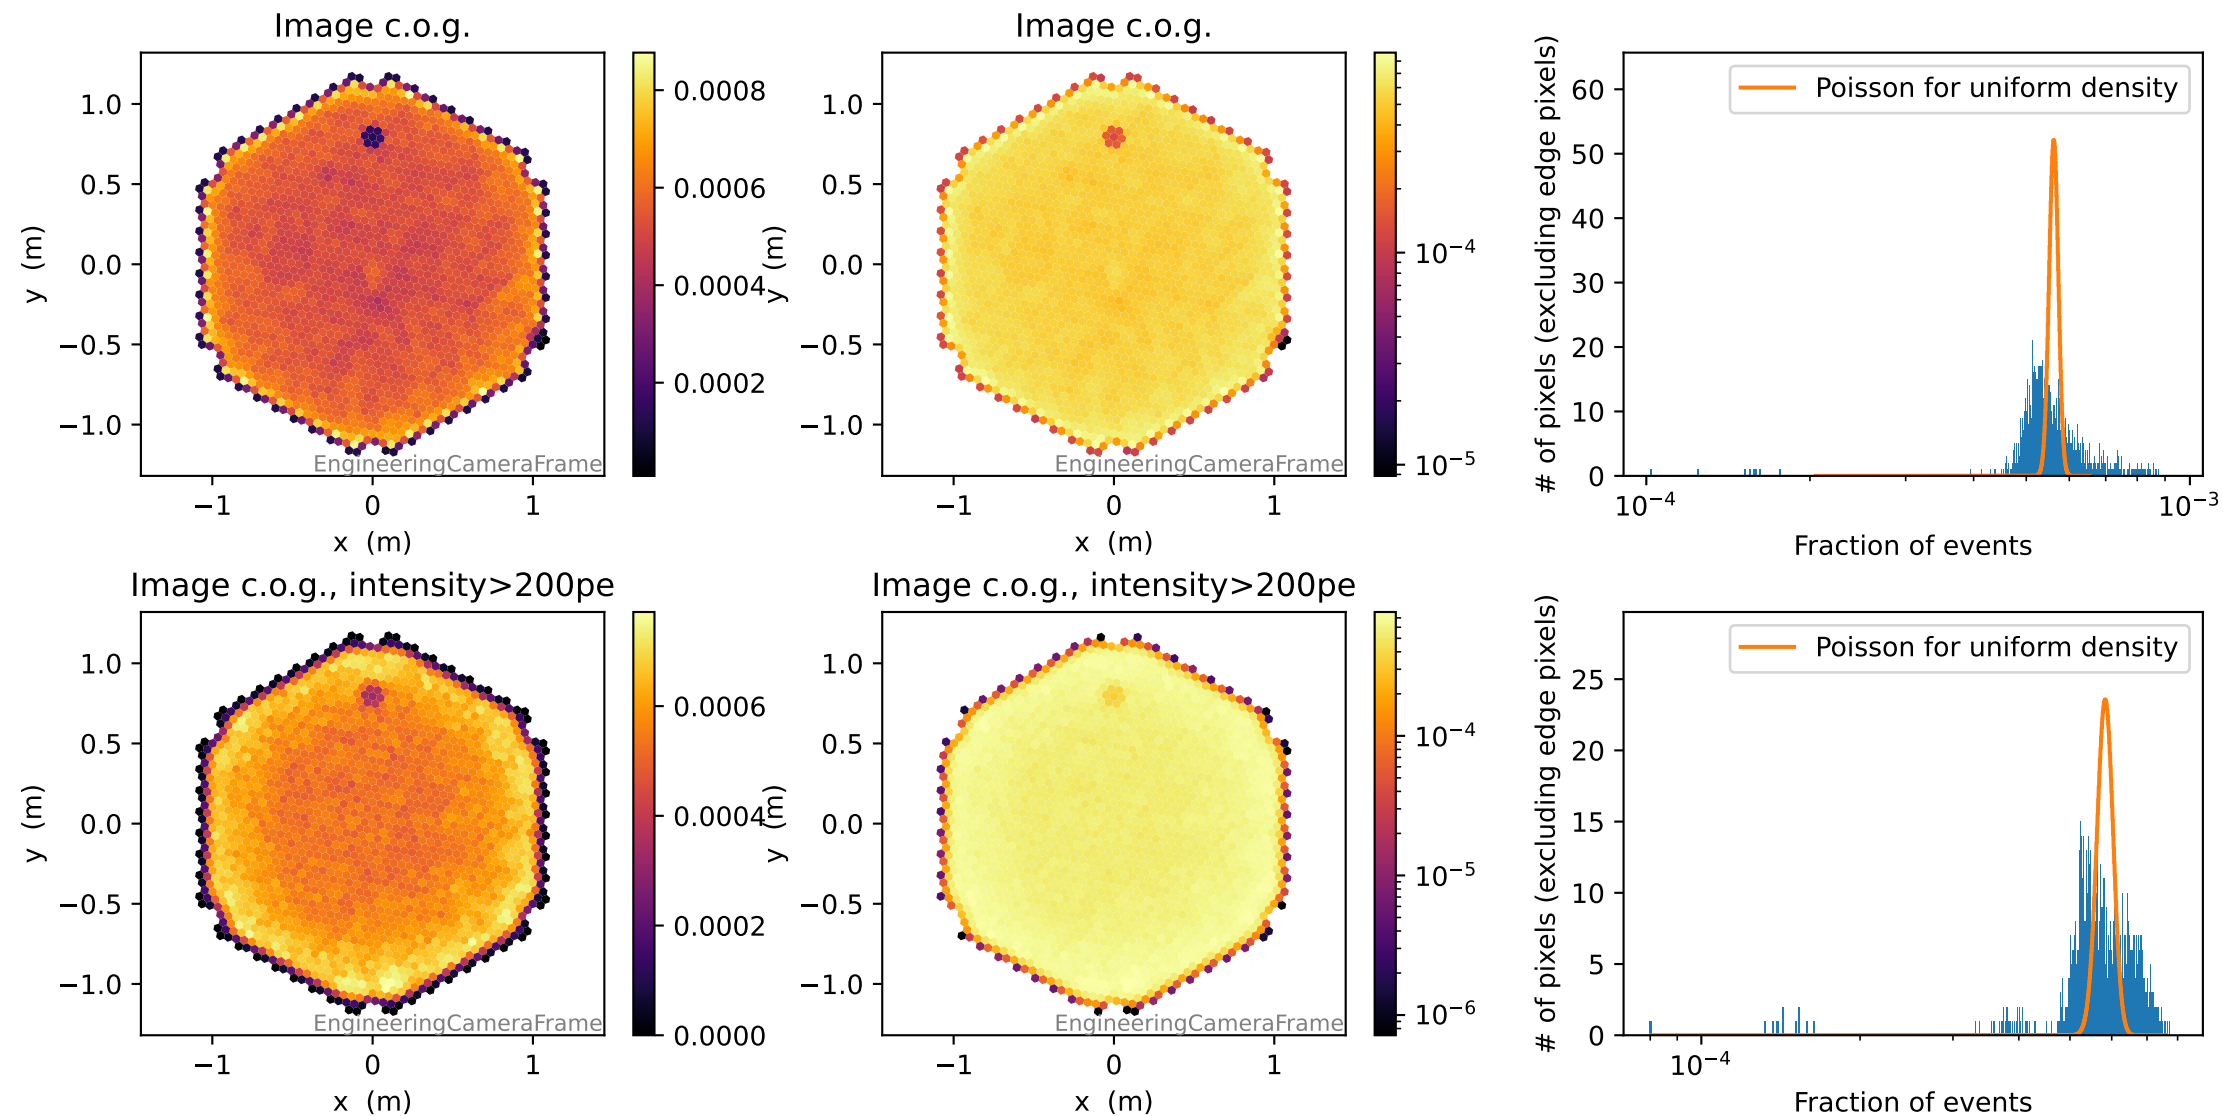 Image c.o.g.
1.0
0.5
0.0
−0.5
−1.0
y (m)
−1 0 1
x (m)
EngineeringCameraFrame
0.0008
0.0006
0.0004
0.0002
Image c.o.g.
1.0
0.5
0.0
−0.5
−1.0
y (m)
−1 0 1
x (m)
EngineeringCameraFrame
10⁻⁴
10⁻⁵
# of pixels (excluding edge pixels)
60
50
40
30
20
10
0
Poisson for uniform density
10⁻⁴ 10⁻³
Fraction of events
Image c.o.g., intensity>200pe
1.0
0.5
0.0
−0.5
−1.0
y (m)
−1 0 1
x (m)
EngineeringCameraFrame
0.0006
0.0004
0.0002
0.0000
Image c.o.g., intensity>200pe
1.0
0.5
0.0
−0.5
−1.0
y (m)
−1 0 1
x (m)
EngineeringCameraFrame
10⁻⁴
10⁻⁵
10⁻⁶
# of pixels (excluding edge pixels)
25
20
15
10
5
0
Poisson for uniform density
10⁻⁴
Fraction of events